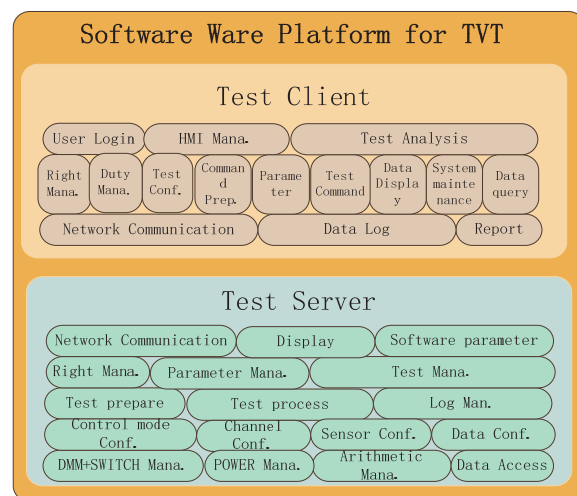 Software Ware Platform for TVT
Test Client
User Login HMI Mana. Test Analysis
Right Mana. Duty Mana. Test Conf. Command Prep. Parameter Test Command Data Display System maintenance Data query
Network Communication Data Log Report
Test Server
Network Communication Display Software parameter
Right Mana. Parameter Mana. Test Mana.
Test prepare Test process Log Man.
Control mode Conf. Channel Conf. Sensor Conf. Data Conf.
DMM+SWITCH Mana. POWER Mana. Arithmetic Mana. Data Access